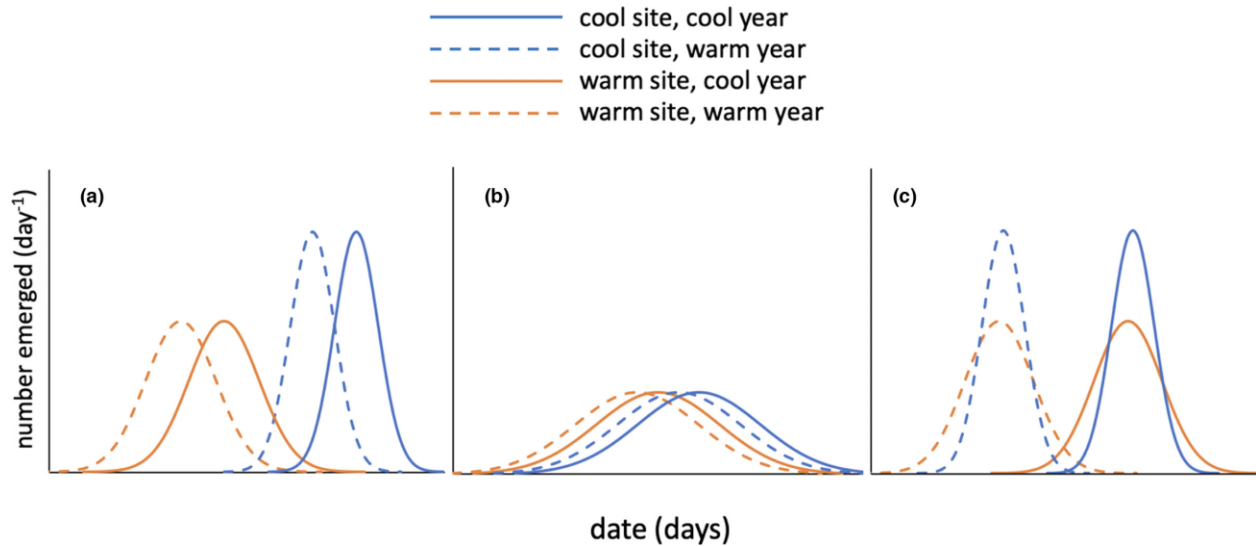 cool site, cool year
cool site, warm year
warm site, cool year
warm site, warm year
(a)
(b)
(c)
number emerged (day-1)
date (days)